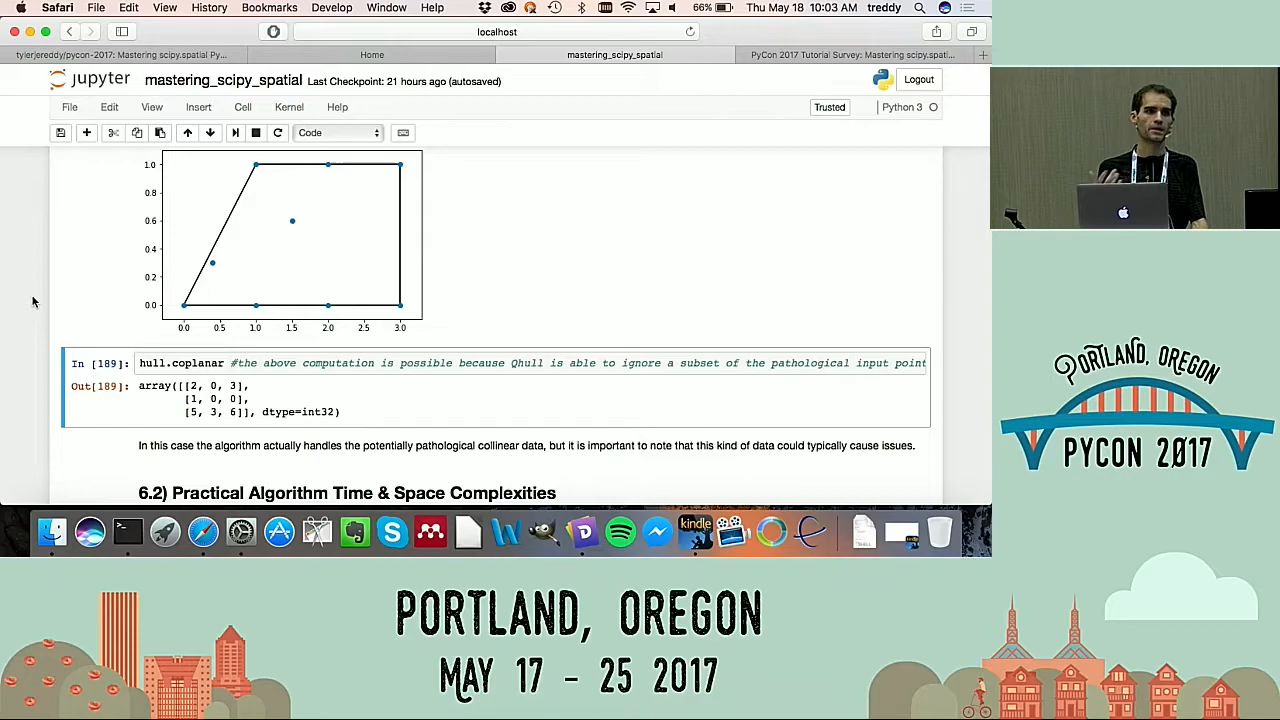 Safari File Edit View History Bookmarks Develop Window Help 66% Thu May 18 10:03 AM treddy
localhost
tylerjereddy/pycon-2017: Mastering scipy.spatial Py... Home mastering_scipy_spatial PyCon 2017 Tutorial Survey: Mastering scipy.spati...
jupyter mastering_scipy_spatial Last Checkpoint: 21 hours ago (autosaved) Logout
File Edit View Insert Cell Kernel Help Trusted Python 3
Code
1.0
0.8
0.6
0.4
0.2
0.0
0.0 0.5 1.0 1.5 2.0 2.5 3.0
In [189]: hull.coplanar #the above computation is possible because Qhull is able to ignore a subset of the pathological input point
Out[189]: array([[2, 0, 3],
[1, 0, 0],
[5, 3, 6]], dtype=int32)
In this case the algorithm actually handles the potentially pathological collinear data, but it is important to note that this kind of data could typically cause issues.
6.2) Practical Algorithm Time & Space Complexities
kindle
PORTLAND, OREGON
PYCON 2017
PORTLAND, OREGON
MAY 17 - 25 2017